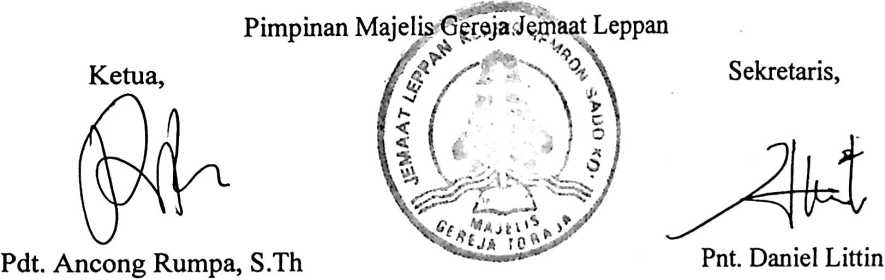 Pimpinan Majelis Gereja Jemaat Leppan
Ketua,
Sekretaris,
JEMAAT LEPPAN
SADO KO'
MAJELIS
GEREJA TORAJA
Pdt. Ancong Rumpa, S.Th
Pnt. Daniel Littin